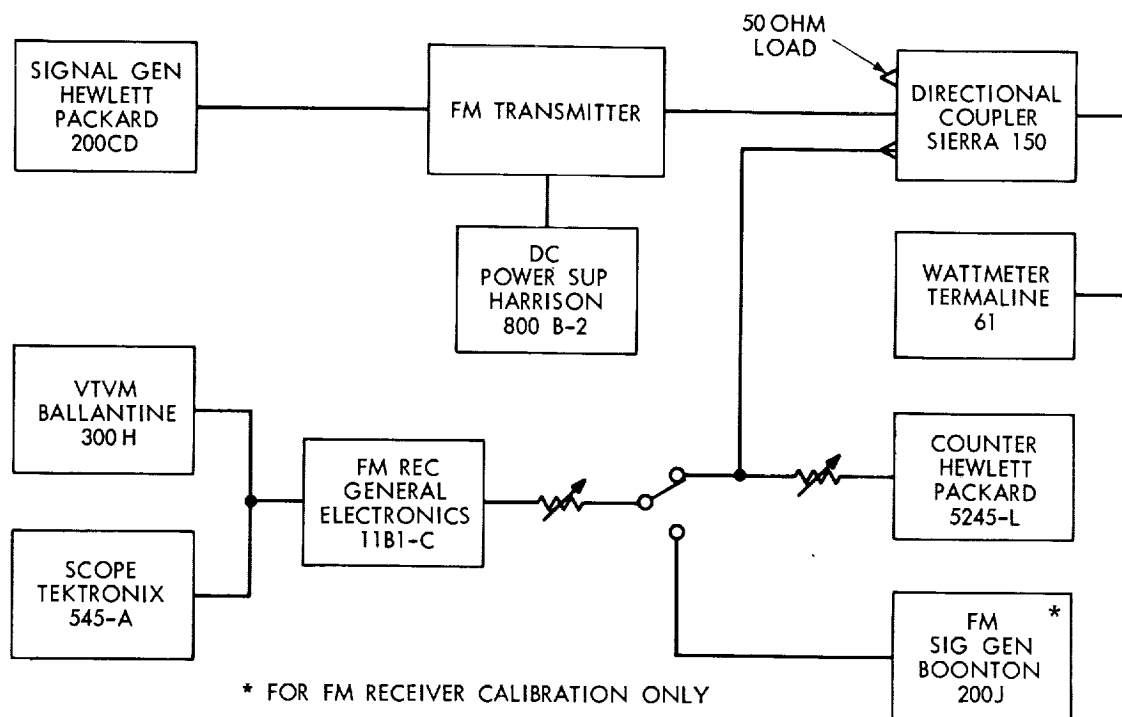 50 OHM
LOAD
SIGNAL GEN
HEWLETT
PACKARD
200CD
FM TRANSMITTER
DIRECTIONAL
COUPLER
SIERRA 150
DC
POWER SUP
HARRISON
800 B-2
WATTMETER
TERMALINE
61
VTVM
BALLANTINE
300 H
FM REC
GENERAL
ELECTRONICS
11B1-C
COUNTER
HEWLETT
PACKARD
5245-L
SCOPE
TEKTRONIX
545-A
FM *
SIG GEN
BOONTON
200J
* FOR FM RECEIVER CALIBRATION ONLY